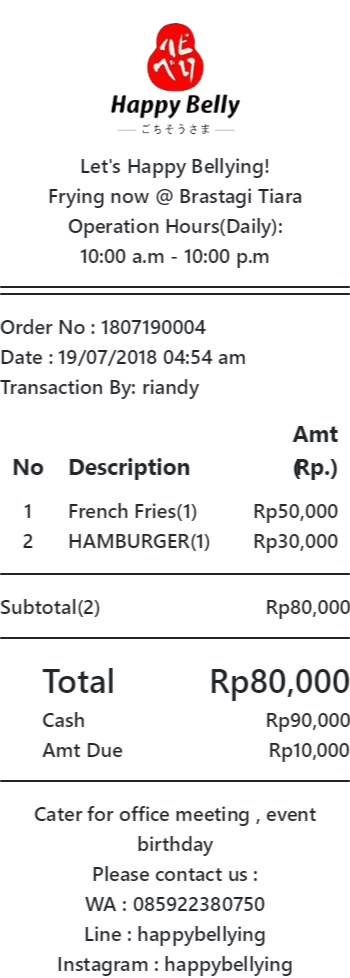 ハピ
べり
Happy Belly
ごちそうさま
Let's Happy Bellying!
Frying now @ Brastagi Tiara
Operation Hours(Daily):
10:00 a.m - 10:00 p.m
Order No : 1807190004
Date : 19/07/2018 04:54 am
Transaction By: riandy
No Description Amt (Rp.)
1 French Fries(1) Rp50,000
2 HAMBURGER(1) Rp30,000
Subtotal(2) Rp80,000
Total Rp80,000
Cash Rp90,000
Amt Due Rp10,000
Cater for office meeting , event
birthday
Please contact us :
WA : 085922380750
Line : happybellying
Instagram : happybellying